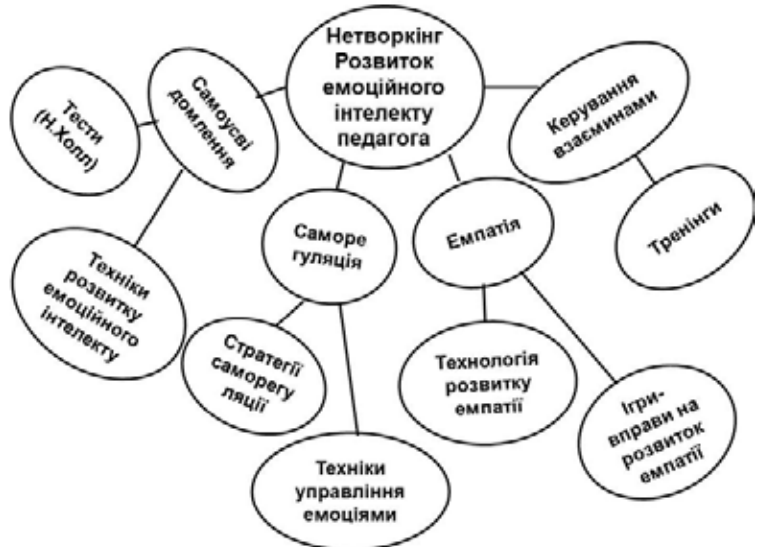 Нетворкінг
Розвиток
емоційного
інтелекту
педагога
Самоусві
домлення
Тести
(Н.Холл)
Техніки
розвитку
емоційного
інтелекту
Саморе
гуляція
Стратегії
саморегу
ляції
Техніки
управління
емоціями
Емпатія
Технологія
розвитку
емпатії
Ігри-
вправи на
розвиток
емпатії
Керування
взаєминами
Тренінги